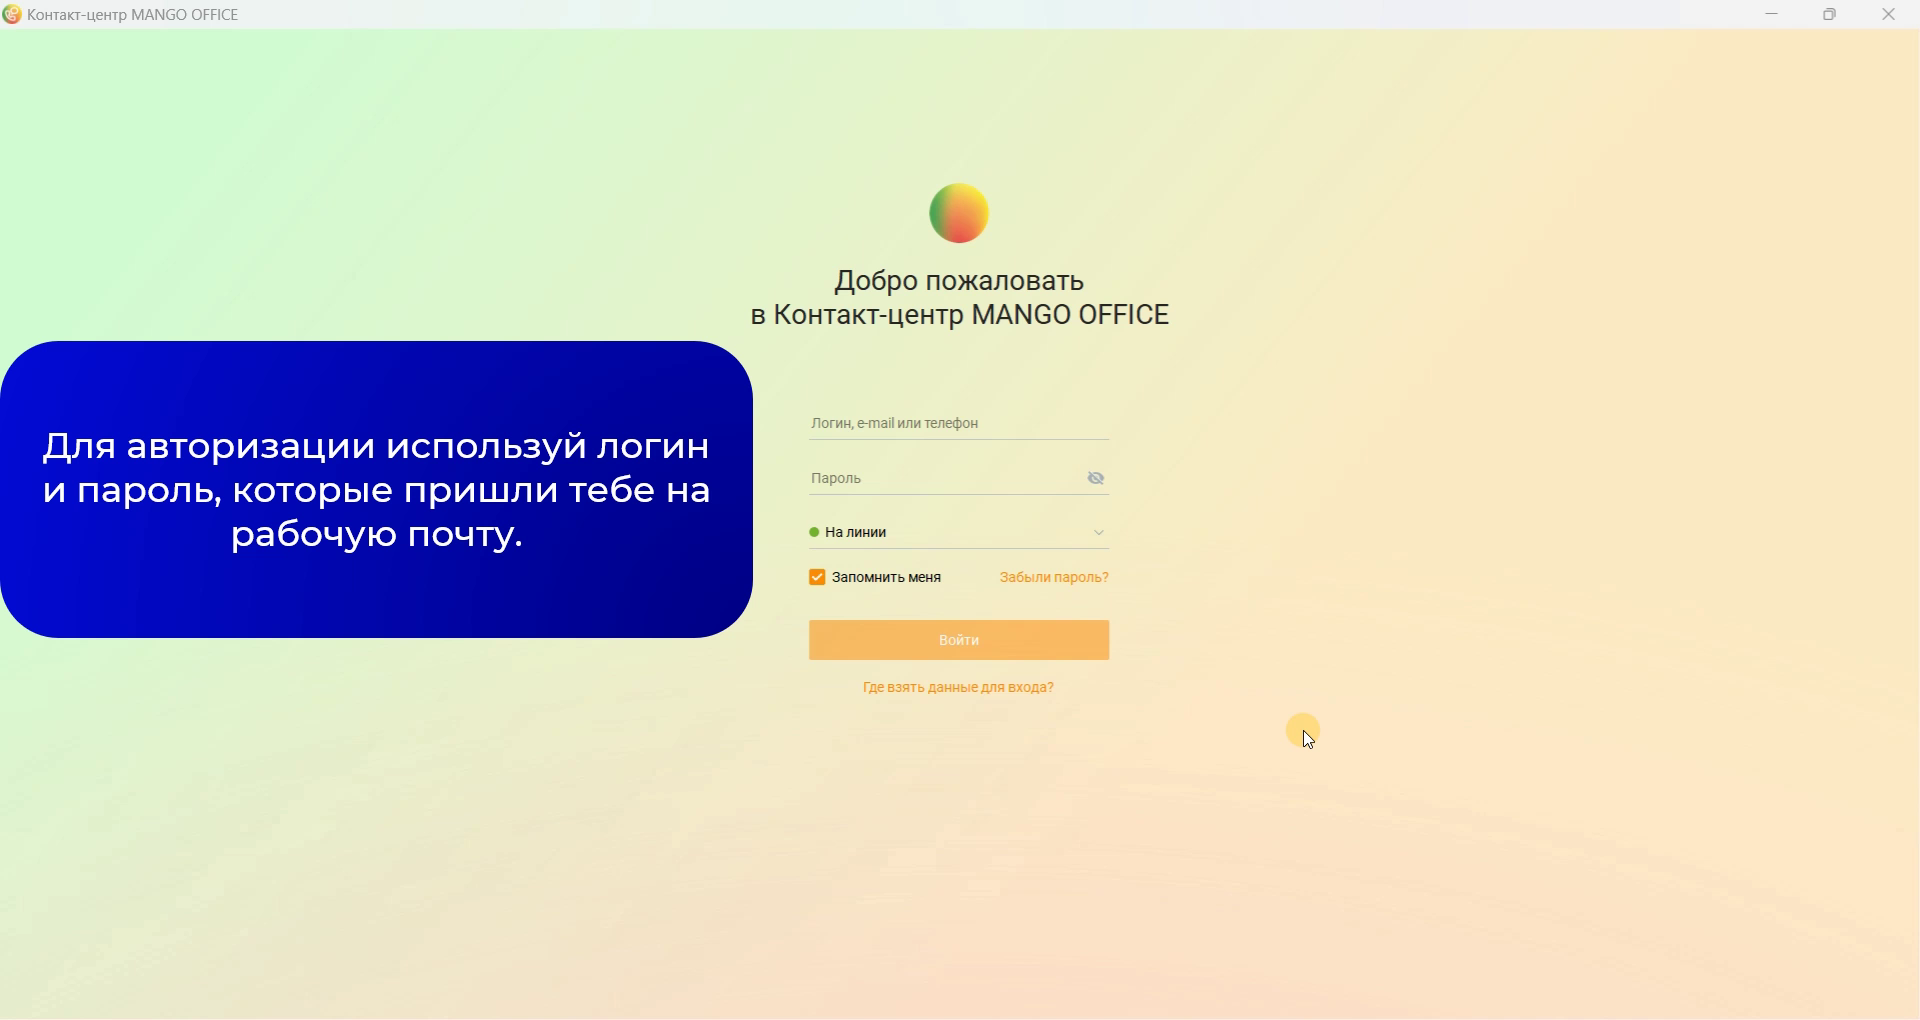 Контакт-центр MANGO OFFICE
Добро пожаловать
в Контакт-центр MANGO OFFICE
Для авторизации используй логин
и пароль, которые пришли тебе на
рабочую почту.
Логин, e-mail или телефон
Пароль
На линии
Запомнить меня
Забыли пароль?
Войти
Где взять данные для входа?